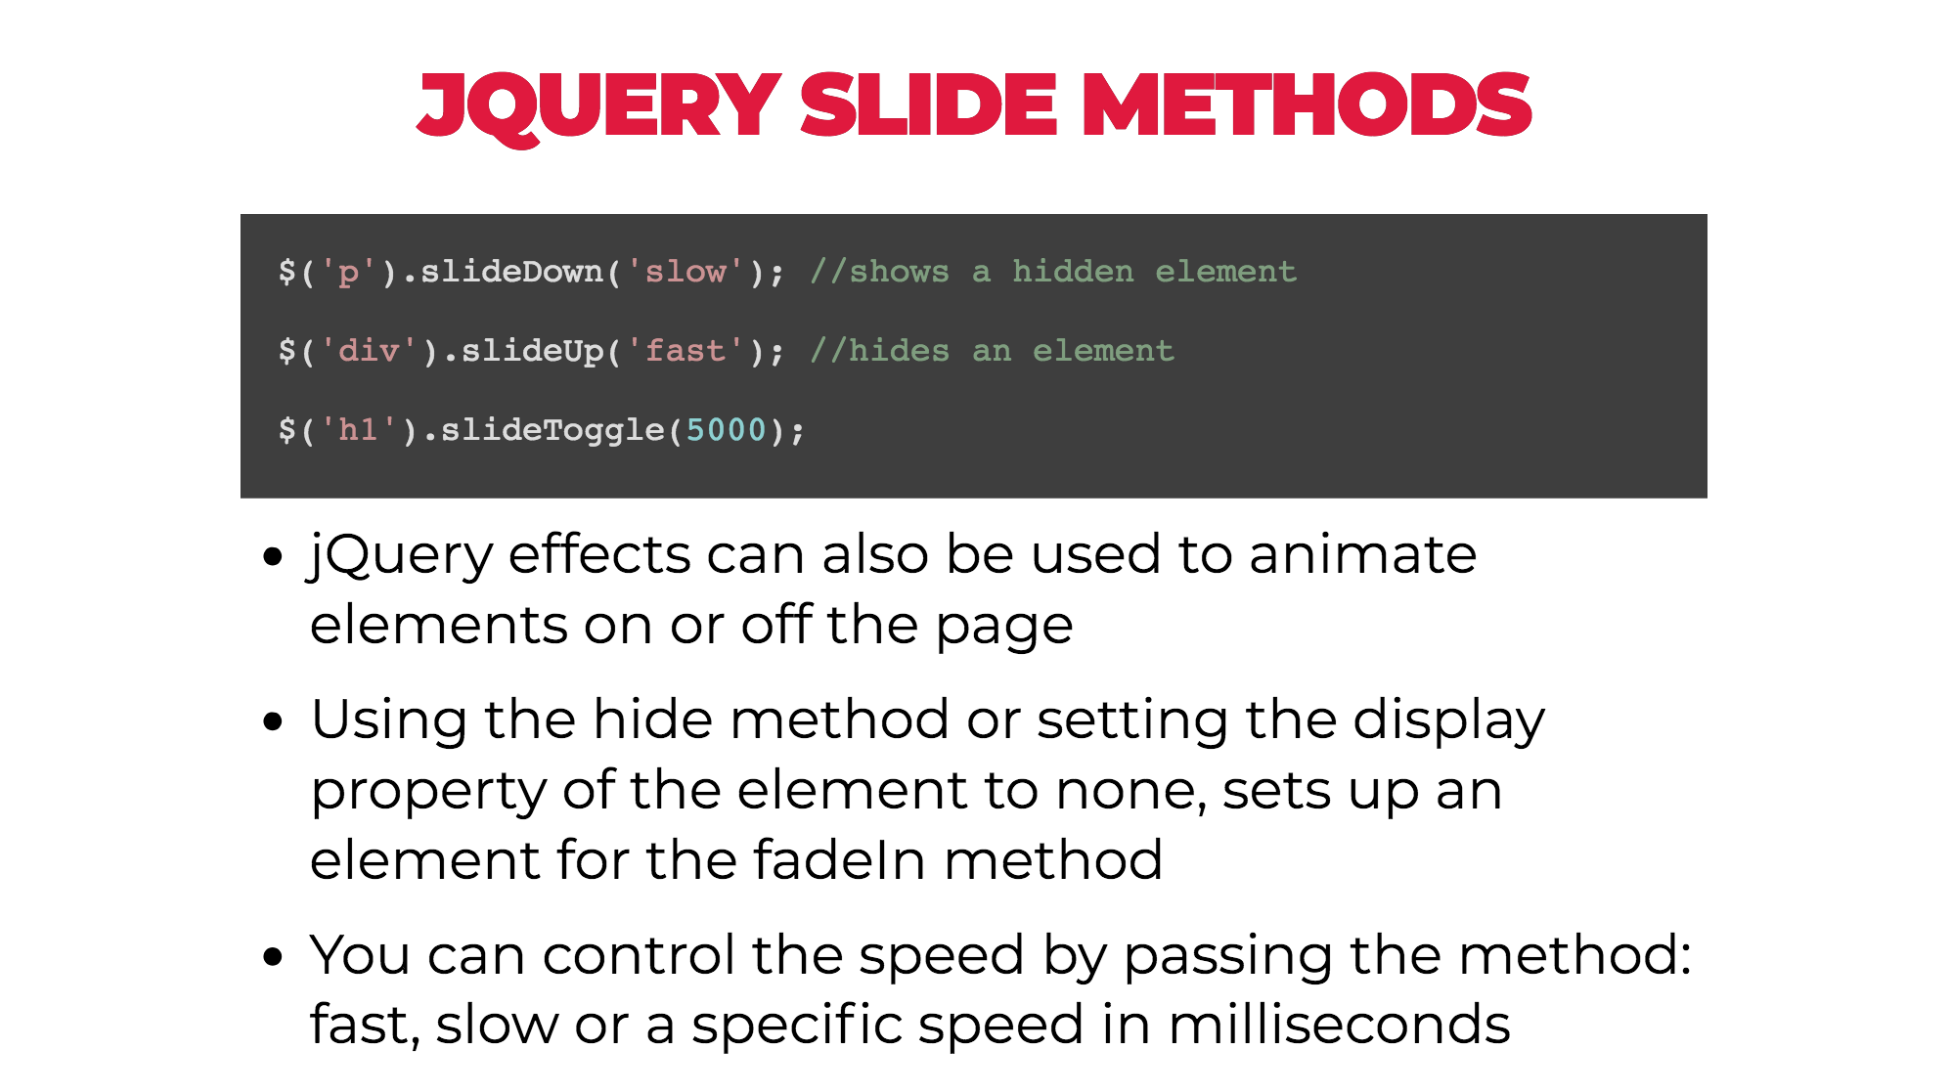 JQUERY SLIDE METHODS
$('p').slideDown('slow'); //shows a hidden element
$('div').slideUp('fast'); //hides an element
$('h1').slideToggle(5000);
• jQuery effects can also be used to animate
elements on or off the page
• Using the hide method or setting the display
property of the element to none, sets up an
element for the fadeIn method
• You can control the speed by passing the method:
fast, slow or a specific speed in milliseconds